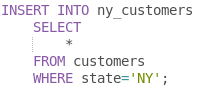 INSERT INTO ny_customers
    SELECT
        *
    FROM customers
    WHERE state='NY';